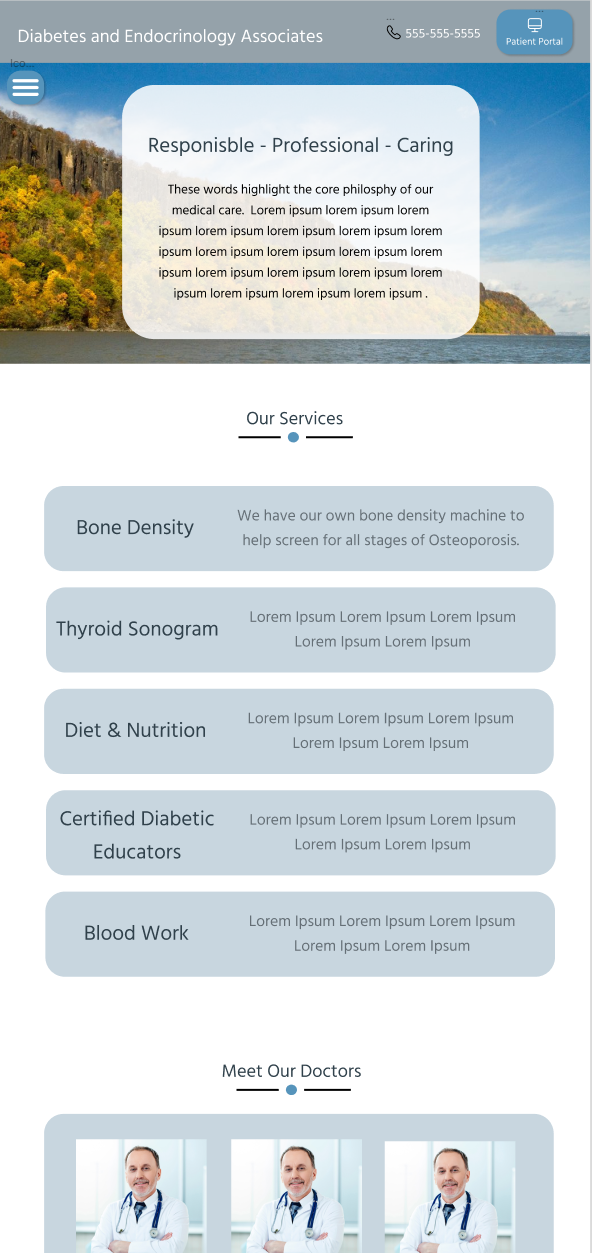 ...
...
Diabetes and Endocrinology Associates
555-555-5555
Patient Portal
Ico...
Responisble - Professional - Caring
These words highlight the core philosphy of our
medical care. Lorem ipsum lorem ipsum lorem
ipsum lorem ipsum lorem ipsum lorem ipsum lorem
ipsum lorem ipsum lorem ipsum lorem ipsum lorem
ipsum lorem ipsum lorem ipsum lorem ipsum lorem
ipsum lorem ipsum lorem ipsum lorem ipsum .
Our Services
Bone Density
We have our own bone density machine to
help screen for all stages of Osteoporosis.
Thyroid Sonogram
Lorem Ipsum Lorem Ipsum Lorem Ipsum
Lorem Ipsum Lorem Ipsum
Diet & Nutrition
Lorem Ipsum Lorem Ipsum Lorem Ipsum
Lorem Ipsum Lorem Ipsum
Certified Diabetic
Educators
Lorem Ipsum Lorem Ipsum Lorem Ipsum
Lorem Ipsum Lorem Ipsum
Blood Work
Lorem Ipsum Lorem Ipsum Lorem Ipsum
Lorem Ipsum Lorem Ipsum
Meet Our Doctors